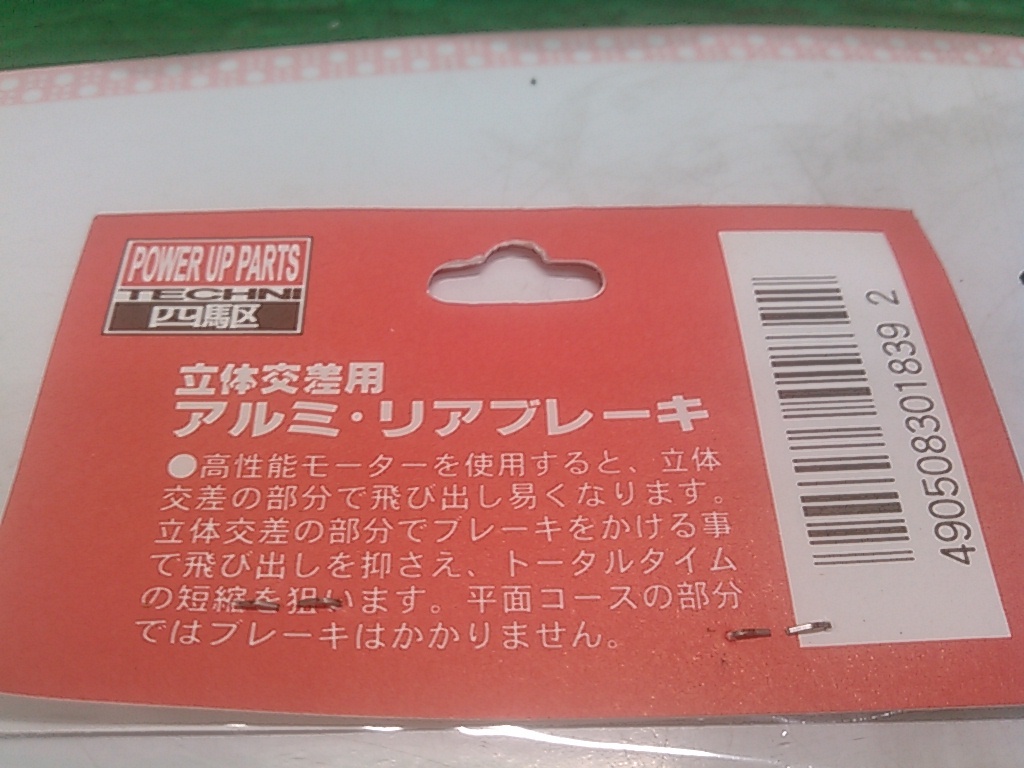 POWER UP PARTS
TECHNI
四駆
立体交差用
アルミ・リアブレーキ
●高性能モーターを使用すると、立体
交差の部分で飛び出し易くなります。
立体交差の部分でブレーキをかける事
で飛び出しを抑さえ、トータルタイム
の短縮を狙います。平面コースの部分
ではブレーキはかかりません。
4905083018392